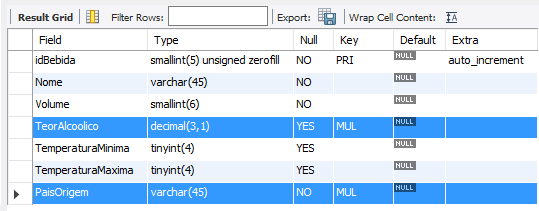 Result Grid Filter Rows: Export: Wrap Cell Content:
Field Type Null Key Default Extra
idBebida smallint(5) unsigned zerofill NO PRI NULL auto_increment
Nome varchar(45) NO NULL
Volume smallint(6) NO NULL
TeorAlcoolico decimal(3,1) YES MUL NULL
TemperaturaMinima tinyint(4) YES NULL
TemperaturaMaxima tinyint(4) YES NULL
PaisOrigem varchar(45) NO MUL NULL